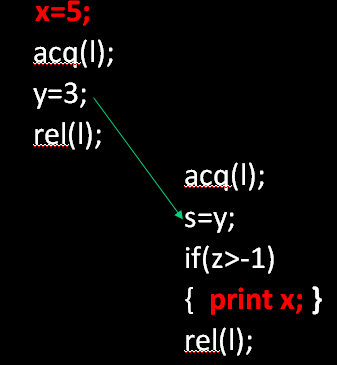 x=5;
acq(l);
y=3;
rel(l);
acq(l);
s=y;
if(z>-1)
{ print x; }
rel(l);